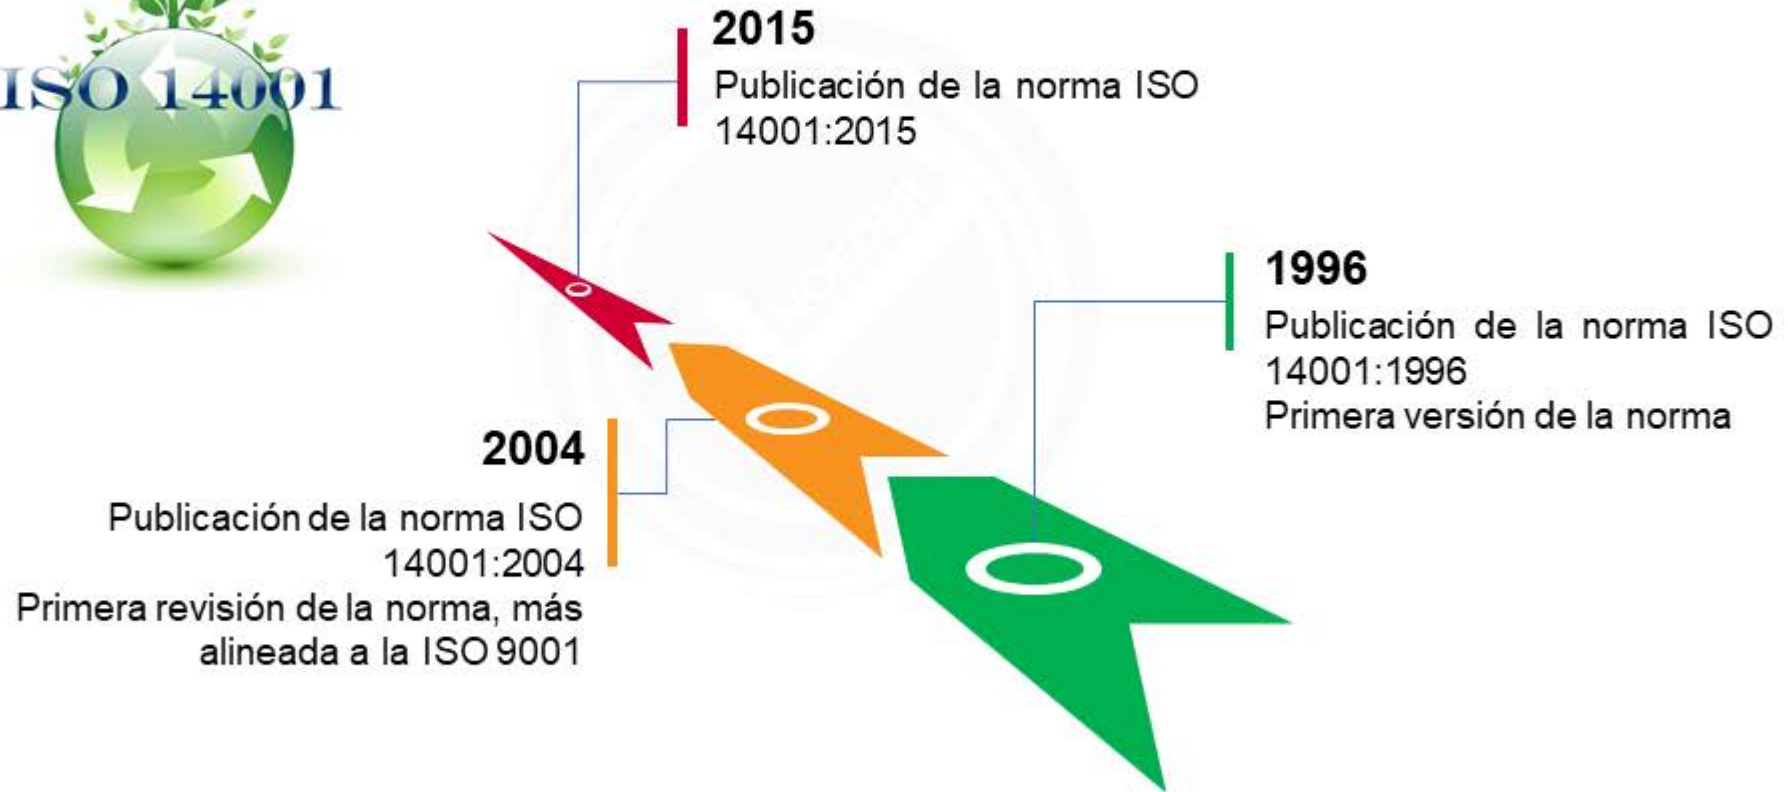 ISO 14001
2015
Publicación de la norma ISO
14001:2015
1996
Publicación de la norma ISO
14001:1996
Primera versión de la norma
2004
Publicación de la norma ISO
14001:2004
Primera revisión de la norma, más
alineada a la ISO 9001